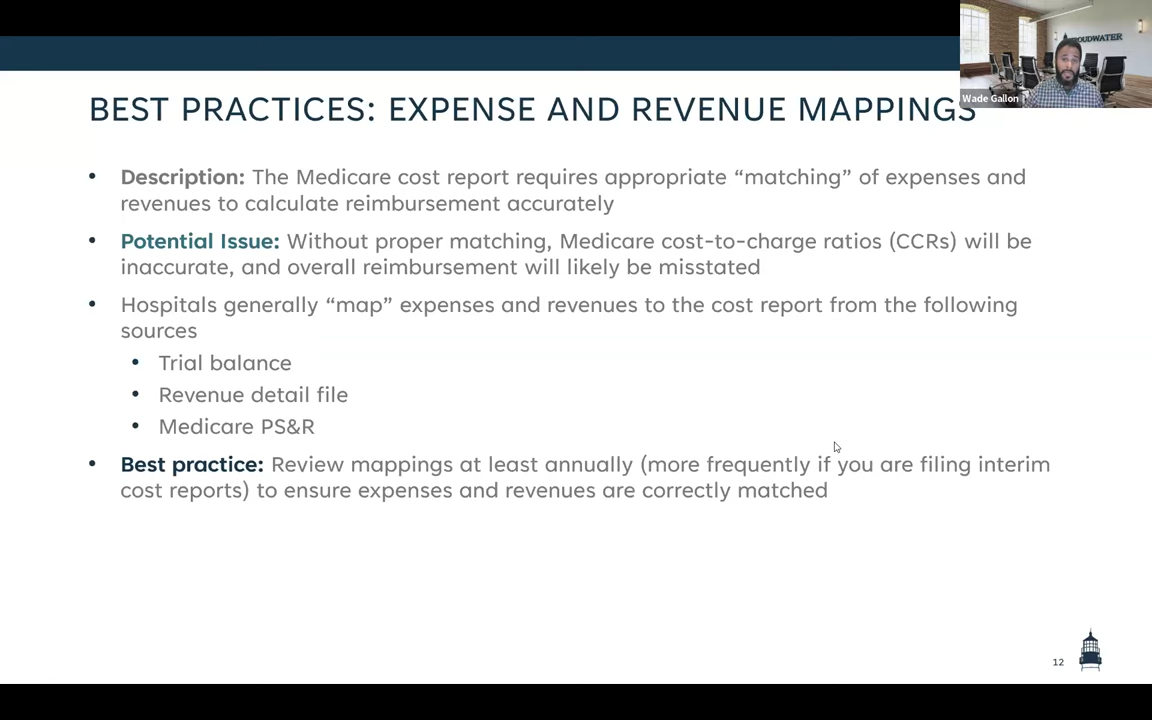 BEST PRACTICES: EXPENSE AND REVENUE MAPPINGS
Wade Gallon
• Description: The Medicare cost report requires appropriate “matching” of expenses and
revenues to calculate reimbursement accurately
• Potential Issue: Without proper matching, Medicare cost-to-charge ratios (CCRs) will be
inaccurate, and overall reimbursement will likely be misstated
• Hospitals generally “map” expenses and revenues to the cost report from the following
sources
• Trial balance
• Revenue detail file
• Medicare PS&R
• Best practice: Review mappings at least annually (more frequently if you are filing interim
cost reports) to ensure expenses and revenues are correctly matched
12